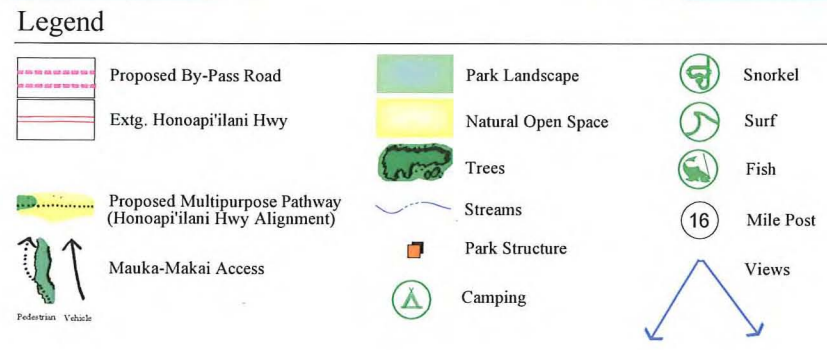 Legend
Proposed By-Pass Road
Extg. Honoapi'ilani Hwy
Proposed Multipurpose Pathway
(Honoapi'ilani Hwy Alignment)
Mauka-Makai Access
Pedestrian Vehicle
Park Landscape
Natural Open Space
Trees
Streams
Park Structure
Camping
Snorkel
Surf
Fish
16 Mile Post
Views